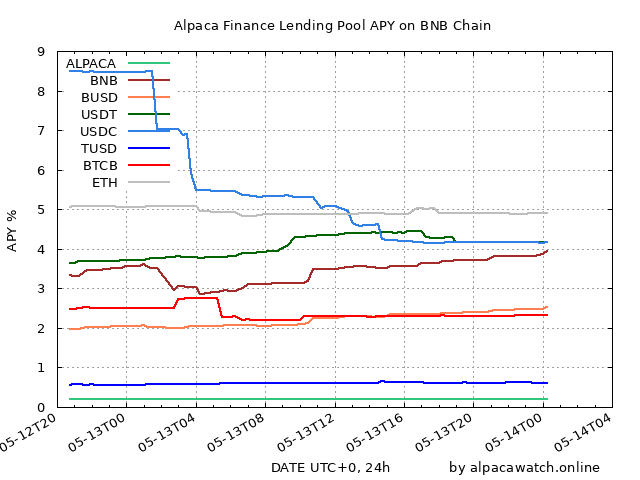 Alpaca Finance Lending Pool APY on BNB Chain
APY %
9
8
7
6
5
4
3
2
1
0
ALPACA
BNB
BUSD
USDT
USDC
TUSD
BTCB
ETH
05-12T20
05-13T00
05-13T04
05-13T08
05-13T12
05-13T16
05-13T20
05-14T00
05-14T04
DATE UTC+0, 24h
by alpacawatch.online